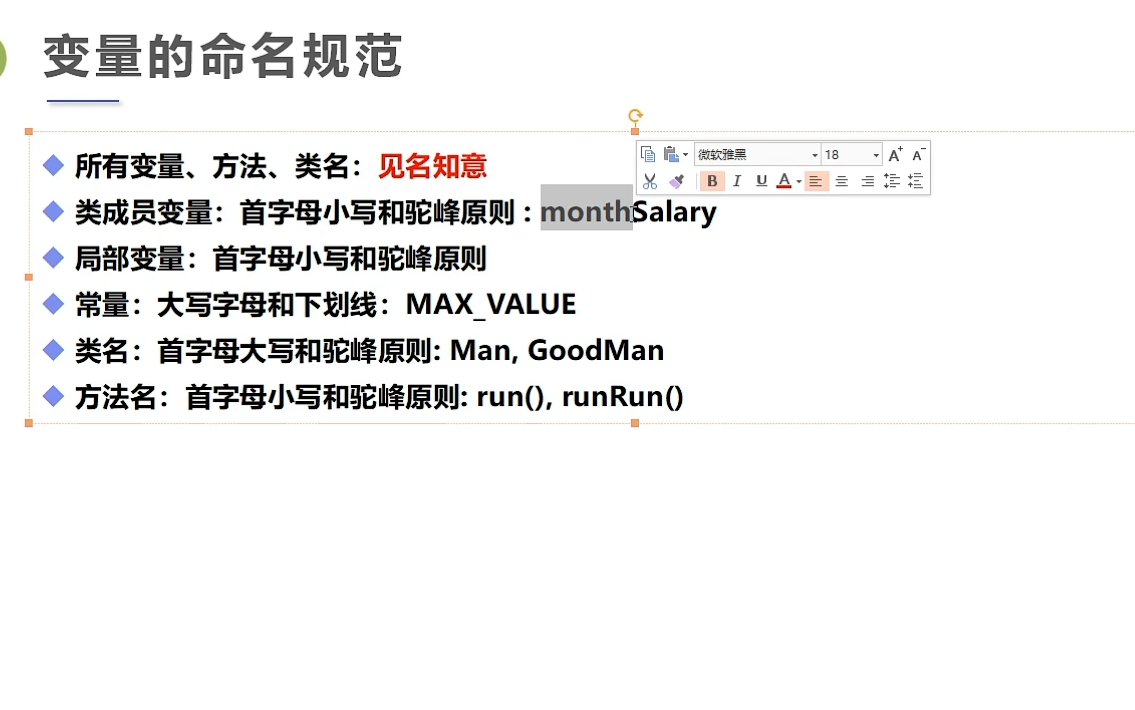 变量的命名规范
所有变量、方法、类名：见名知意
微软雅黑 18 A+ A-
B I U A
类成员变量：首字母小写和驼峰原则 : monthSalary
局部变量：首字母小写和驼峰原则
常量：大写字母和下划线：MAX_VALUE
类名：首字母大写和驼峰原则: Man, GoodMan
方法名：首字母小写和驼峰原则: run(), runRun()